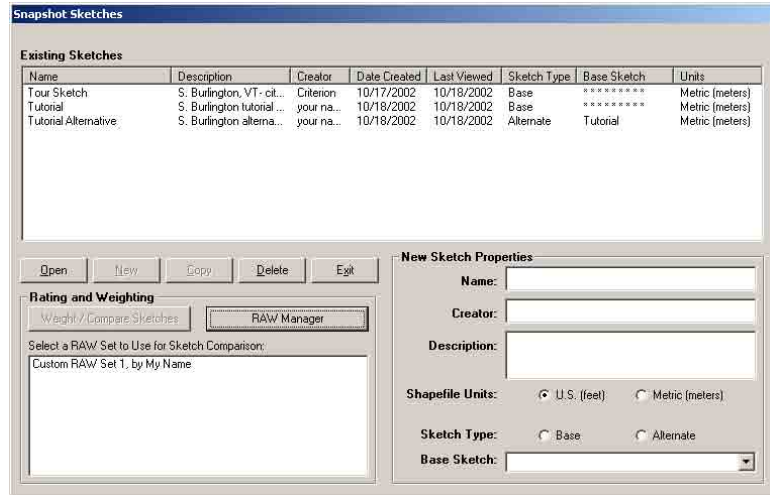 Snapshot Sketches
Existing Sketches
Name Description Creator Date Created Last Viewed Sketch Type Base Sketch Units
Tour Sketch S. Burlington, VT- cit... Criterion 10/17/2002 10/18/2002 Base ********* Metric (meters)
Tutorial S. Burlington tutorial ... your na... 10/18/2002 10/18/2002 Base ********* Metric (meters)
Tutorial Alternative S. Burlington alterna... your na... 10/18/2002 10/18/2002 Alternate Tutorial Metric (meters)
Open New Copy Delete Exit
Rating and Weighting
Weight / Compare Sketches RAW Manager
Select a RAW Set to Use for Sketch Comparison:
Custom RAW Set 1, by My Name
New Sketch Properties
Name:
Creator:
Description:
Shapefile Units: U.S. (feet) Metric (meters)
Sketch Type: Base Alternate
Base Sketch: